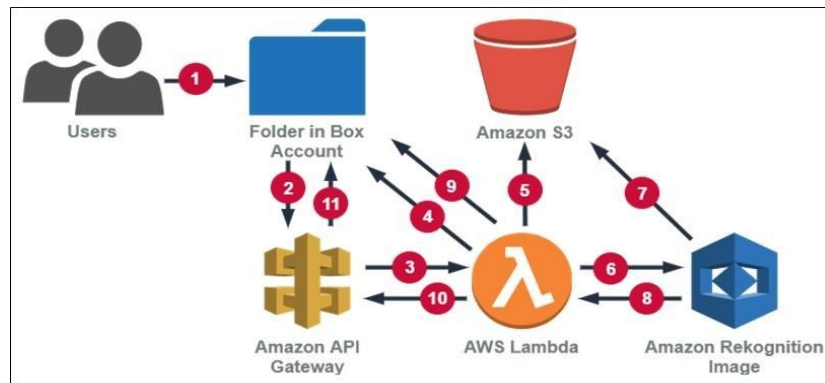 1
Users
Folder in Box
Account
Amazon S3
2
11
9
4
5
7
3
10
6
8
Amazon API
Gateway
AWS Lambda
Amazon Rekognition
Image